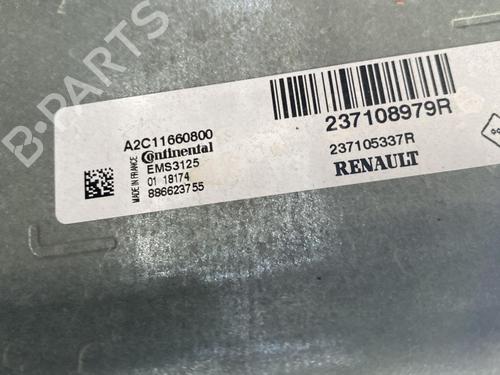 B-PARTS
A2C11660800
Continental
EMS3125
01 18174
886623755
MADE IN FRANCE
237108979R
237105337R
RENAULT